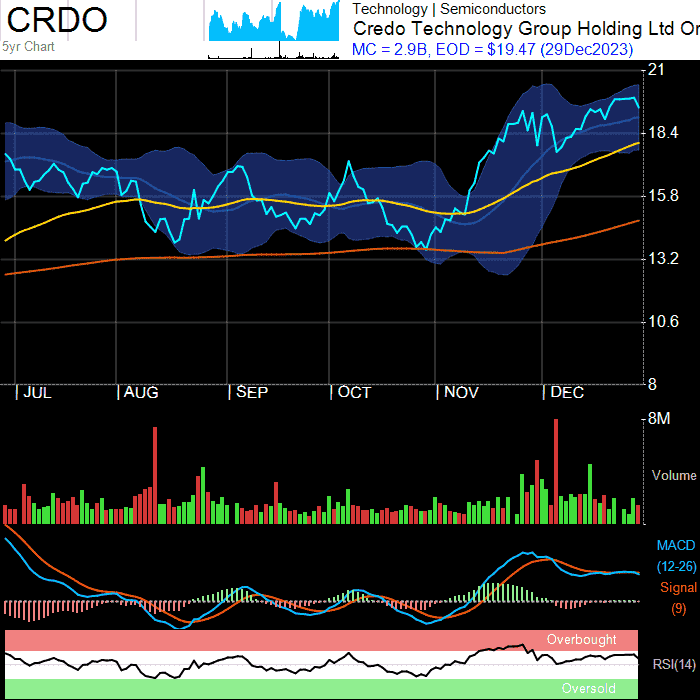 CRDO
5yr Chart
Technology | Semiconductors
Credo Technology Group Holding Ltd Or
MC = 2.9B, EOD = $19.47 (29Dec2023)
21
18.4
15.8
13.2
10.6
8
JUL
AUG
SEP
OCT
NOV
DEC
8M
Volume
MACD
(12-26)
Signal
(9)
Overbought
RSI(14)
Oversold